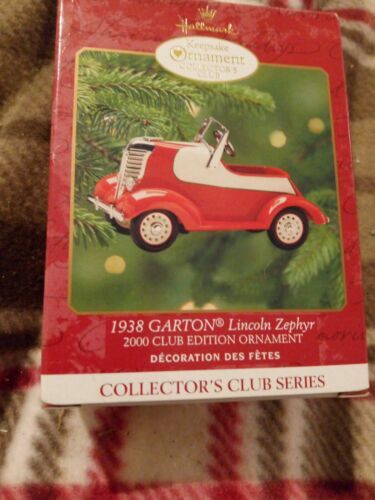 Hallmark
Keepsake
Ornament
COLLECTOR'S
CLUB
1938 GARTON® Lincoln Zephyr
2000 CLUB EDITION ORNAMENT
DÉCORATION DES FÊTES
COLLECTOR'S CLUB SERIES